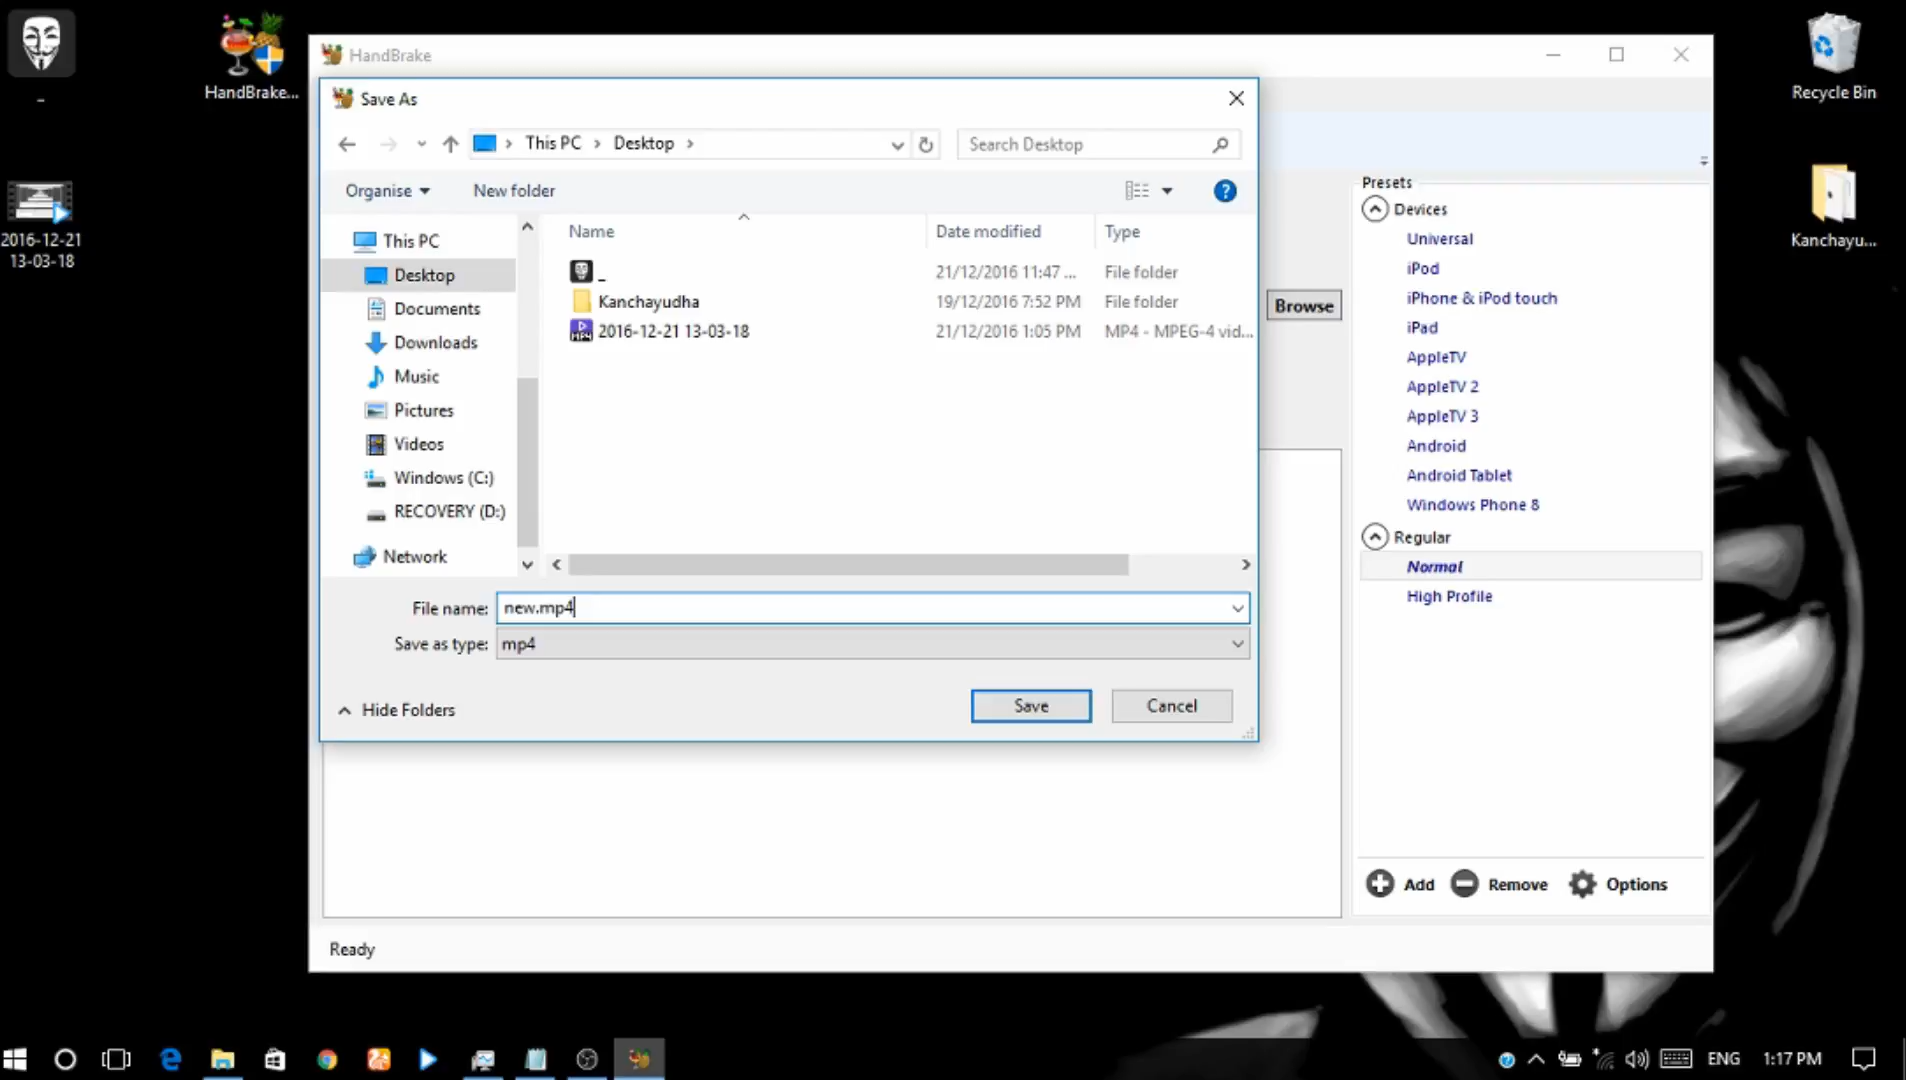 HandBrake...
_
2016-12-21
13-03-18
Recycle Bin
Kanchayu...
HandBrake
Save As
This PC
Desktop
Search Desktop
Organise
New folder
?
This PC
Desktop
Documents
Downloads
Music
Pictures
Videos
Windows (C:)
RECOVERY (D:)
Network
Name
Date modified
Type
_
21/12/2016 11:47 ...
File folder
Kanchayudha
19/12/2016 7:52 PM
File folder
2016-12-21 13-03-18
21/12/2016 1:05 PM
MP4 - MPEG-4 vid...
File name:
new.mp4
Save as type:
mp4
Hide Folders
Save
Cancel
Browse
Presets
Devices
Universal
iPod
iPhone & iPod touch
iPad
AppleTV
AppleTV 2
AppleTV 3
Android
Android Tablet
Windows Phone 8
Regular
Normal
High Profile
Add
Remove
Options
Ready
ENG
1:17 PM